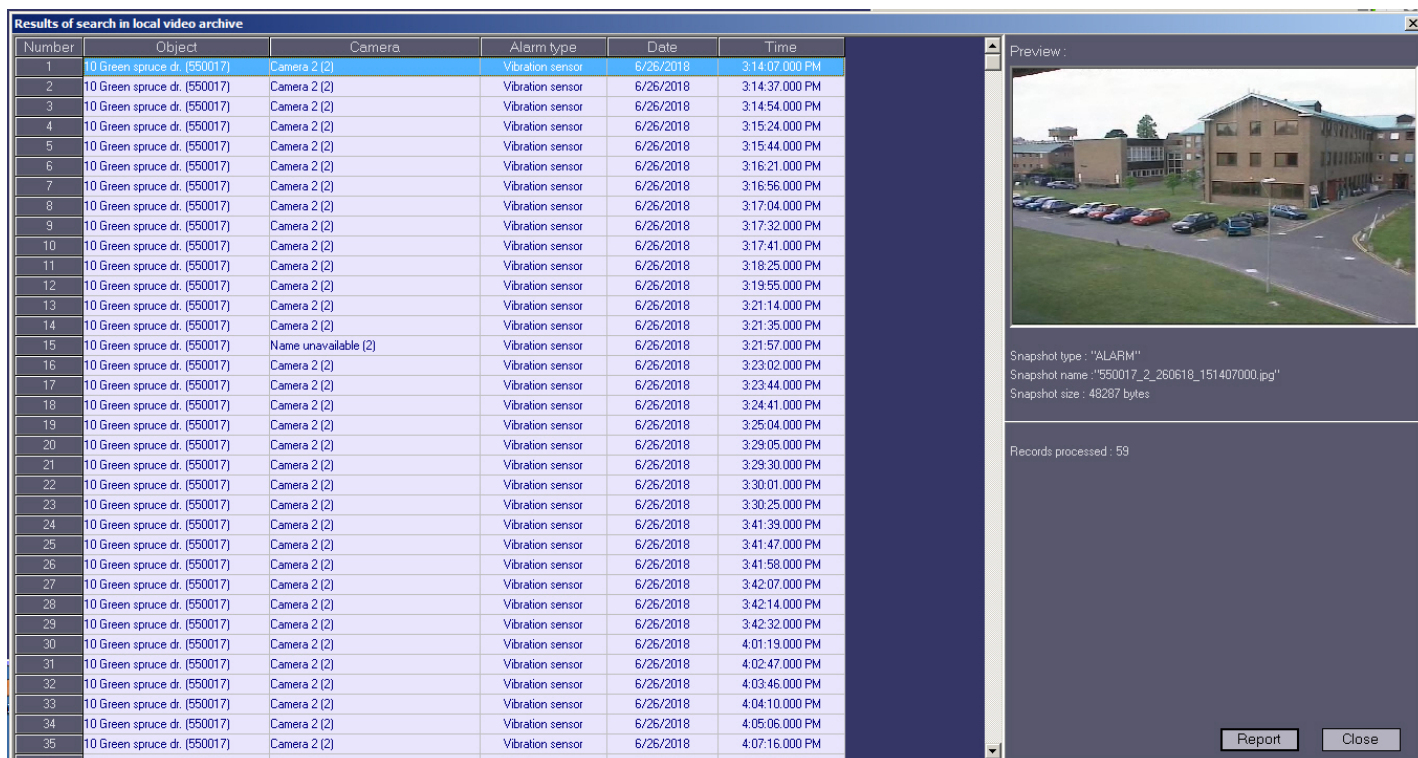 Results of search in local video archive
Number Object Camera Alarm type Date Time
1 10 Green spruce dr. (550017) Camera 2 (2) Vibration sensor 6/26/2018 3:14:07.000 PM
2 10 Green spruce dr. (550017) Camera 2 (2) Vibration sensor 6/26/2018 3:14:37.000 PM
3 10 Green spruce dr. (550017) Camera 2 (2) Vibration sensor 6/26/2018 3:14:54.000 PM
4 10 Green spruce dr. (550017) Camera 2 (2) Vibration sensor 6/26/2018 3:15:24.000 PM
5 10 Green spruce dr. (550017) Camera 2 (2) Vibration sensor 6/26/2018 3:15:44.000 PM
6 10 Green spruce dr. (550017) Camera 2 (2) Vibration sensor 6/26/2018 3:16:21.000 PM
7 10 Green spruce dr. (550017) Camera 2 (2) Vibration sensor 6/26/2018 3:16:56.000 PM
8 10 Green spruce dr. (550017) Camera 2 (2) Vibration sensor 6/26/2018 3:17:04.000 PM
9 10 Green spruce dr. (550017) Camera 2 (2) Vibration sensor 6/26/2018 3:17:32.000 PM
10 10 Green spruce dr. (550017) Camera 2 (2) Vibration sensor 6/26/2018 3:17:41.000 PM
11 10 Green spruce dr. (550017) Camera 2 (2) Vibration sensor 6/26/2018 3:18:25.000 PM
12 10 Green spruce dr. (550017) Camera 2 (2) Vibration sensor 6/26/2018 3:19:55.000 PM
13 10 Green spruce dr. (550017) Camera 2 (2) Vibration sensor 6/26/2018 3:21:14.000 PM
14 10 Green spruce dr. (550017) Camera 2 (2) Vibration sensor 6/26/2018 3:21:35.000 PM
15 10 Green spruce dr. (550017) Name unavailable (2) Vibration sensor 6/26/2018 3:21:57.000 PM
16 10 Green spruce dr. (550017) Camera 2 (2) Vibration sensor 6/26/2018 3:23:02.000 PM
17 10 Green spruce dr. (550017) Camera 2 (2) Vibration sensor 6/26/2018 3:23:44.000 PM
18 10 Green spruce dr. (550017) Camera 2 (2) Vibration sensor 6/26/2018 3:24:41.000 PM
19 10 Green spruce dr. (550017) Camera 2 (2) Vibration sensor 6/26/2018 3:25:04.000 PM
20 10 Green spruce dr. (550017) Camera 2 (2) Vibration sensor 6/26/2018 3:29:05.000 PM
21 10 Green spruce dr. (550017) Camera 2 (2) Vibration sensor 6/26/2018 3:29:30.000 PM
22 10 Green spruce dr. (550017) Camera 2 (2) Vibration sensor 6/26/2018 3:30:01.000 PM
23 10 Green spruce dr. (550017) Camera 2 (2) Vibration sensor 6/26/2018 3:30:25.000 PM
24 10 Green spruce dr. (550017) Camera 2 (2) Vibration sensor 6/26/2018 3:41:39.000 PM
25 10 Green spruce dr. (550017) Camera 2 (2) Vibration sensor 6/26/2018 3:41:47.000 PM
26 10 Green spruce dr. (550017) Camera 2 (2) Vibration sensor 6/26/2018 3:41:58.000 PM
27 10 Green spruce dr. (550017) Camera 2 (2) Vibration sensor 6/26/2018 3:42:07.000 PM
28 10 Green spruce dr. (550017) Camera 2 (2) Vibration sensor 6/26/2018 3:42:14.000 PM
29 10 Green spruce dr. (550017) Camera 2 (2) Vibration sensor 6/26/2018 3:42:32.000 PM
30 10 Green spruce dr. (550017) Camera 2 (2) Vibration sensor 6/26/2018 4:01:19.000 PM
31 10 Green spruce dr. (550017) Camera 2 (2) Vibration sensor 6/26/2018 4:02:47.000 PM
32 10 Green spruce dr. (550017) Camera 2 (2) Vibration sensor 6/26/2018 4:03:46.000 PM
33 10 Green spruce dr. (550017) Camera 2 (2) Vibration sensor 6/26/2018 4:04:10.000 PM
34 10 Green spruce dr. (550017) Camera 2 (2) Vibration sensor 6/26/2018 4:05:06.000 PM
35 10 Green spruce dr. (550017) Camera 2 (2) Vibration sensor 6/26/2018 4:07:16.000 PM
Preview :
Snapshot type : "ALARM"
Snapshot name :"550017_2_260618_151407000.jpg"
Snapshot size : 48287 bytes
Records processed : 59
Report Close